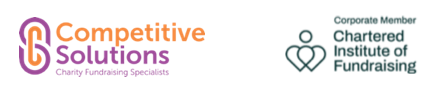 Competitive
Solutions
Charity Fundraising Specialists
Corporate Member
Chartered
Institute of
Fundraising